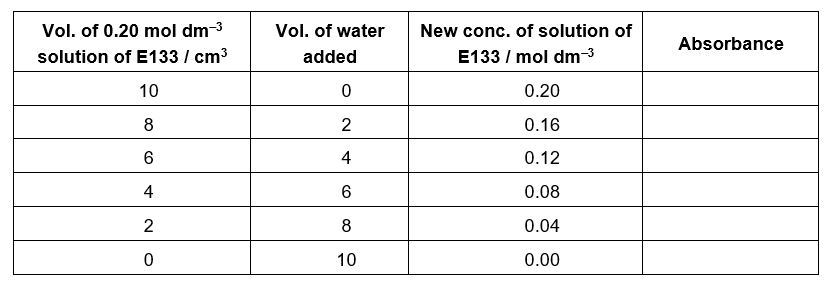 Vol. of 0.20 mol dm⁻³ Vol. of water New conc. of solution of Absorbance
solution of E133 / cm³ added E133 / mol dm⁻³
10 0 0.20
8 2 0.16
6 4 0.12
4 6 0.08
2 8 0.04
0 10 0.00